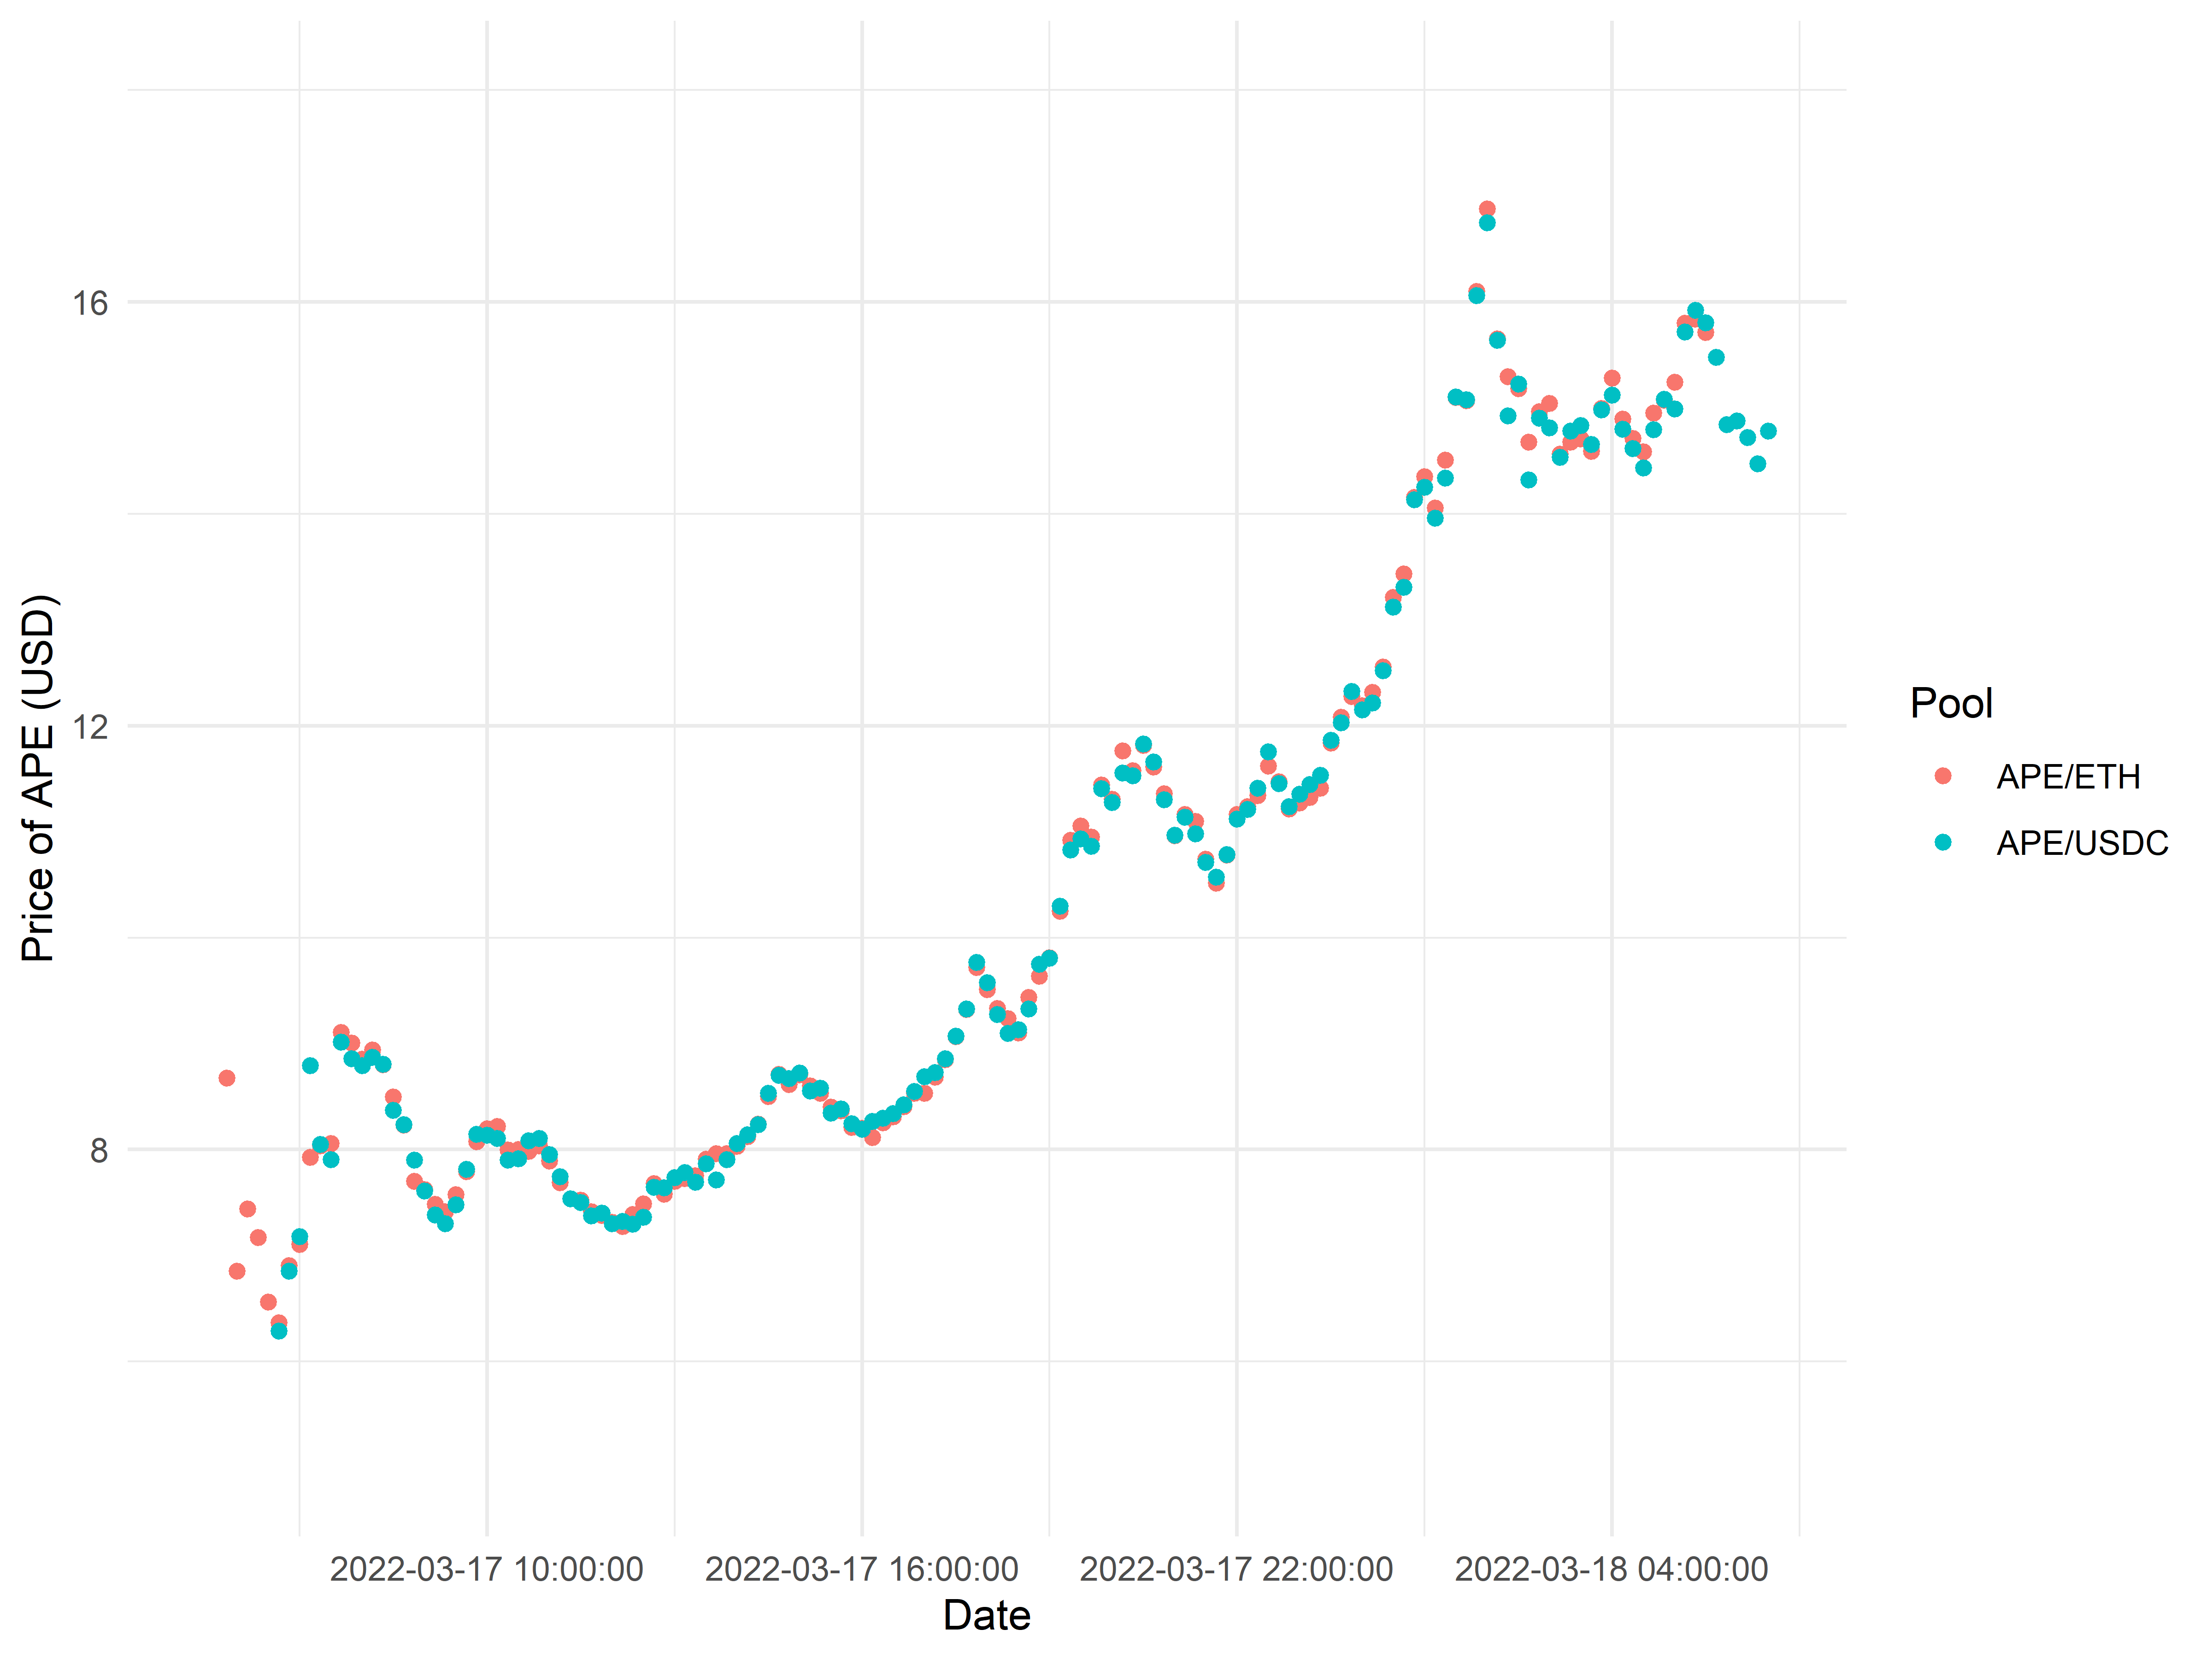 Price of APE (USD)
16
12
8
2022-03-17 10:00:00
2022-03-17 16:00:00
2022-03-17 22:00:00
2022-03-18 04:00:00
Date
Pool
APE/ETH
APE/USDC